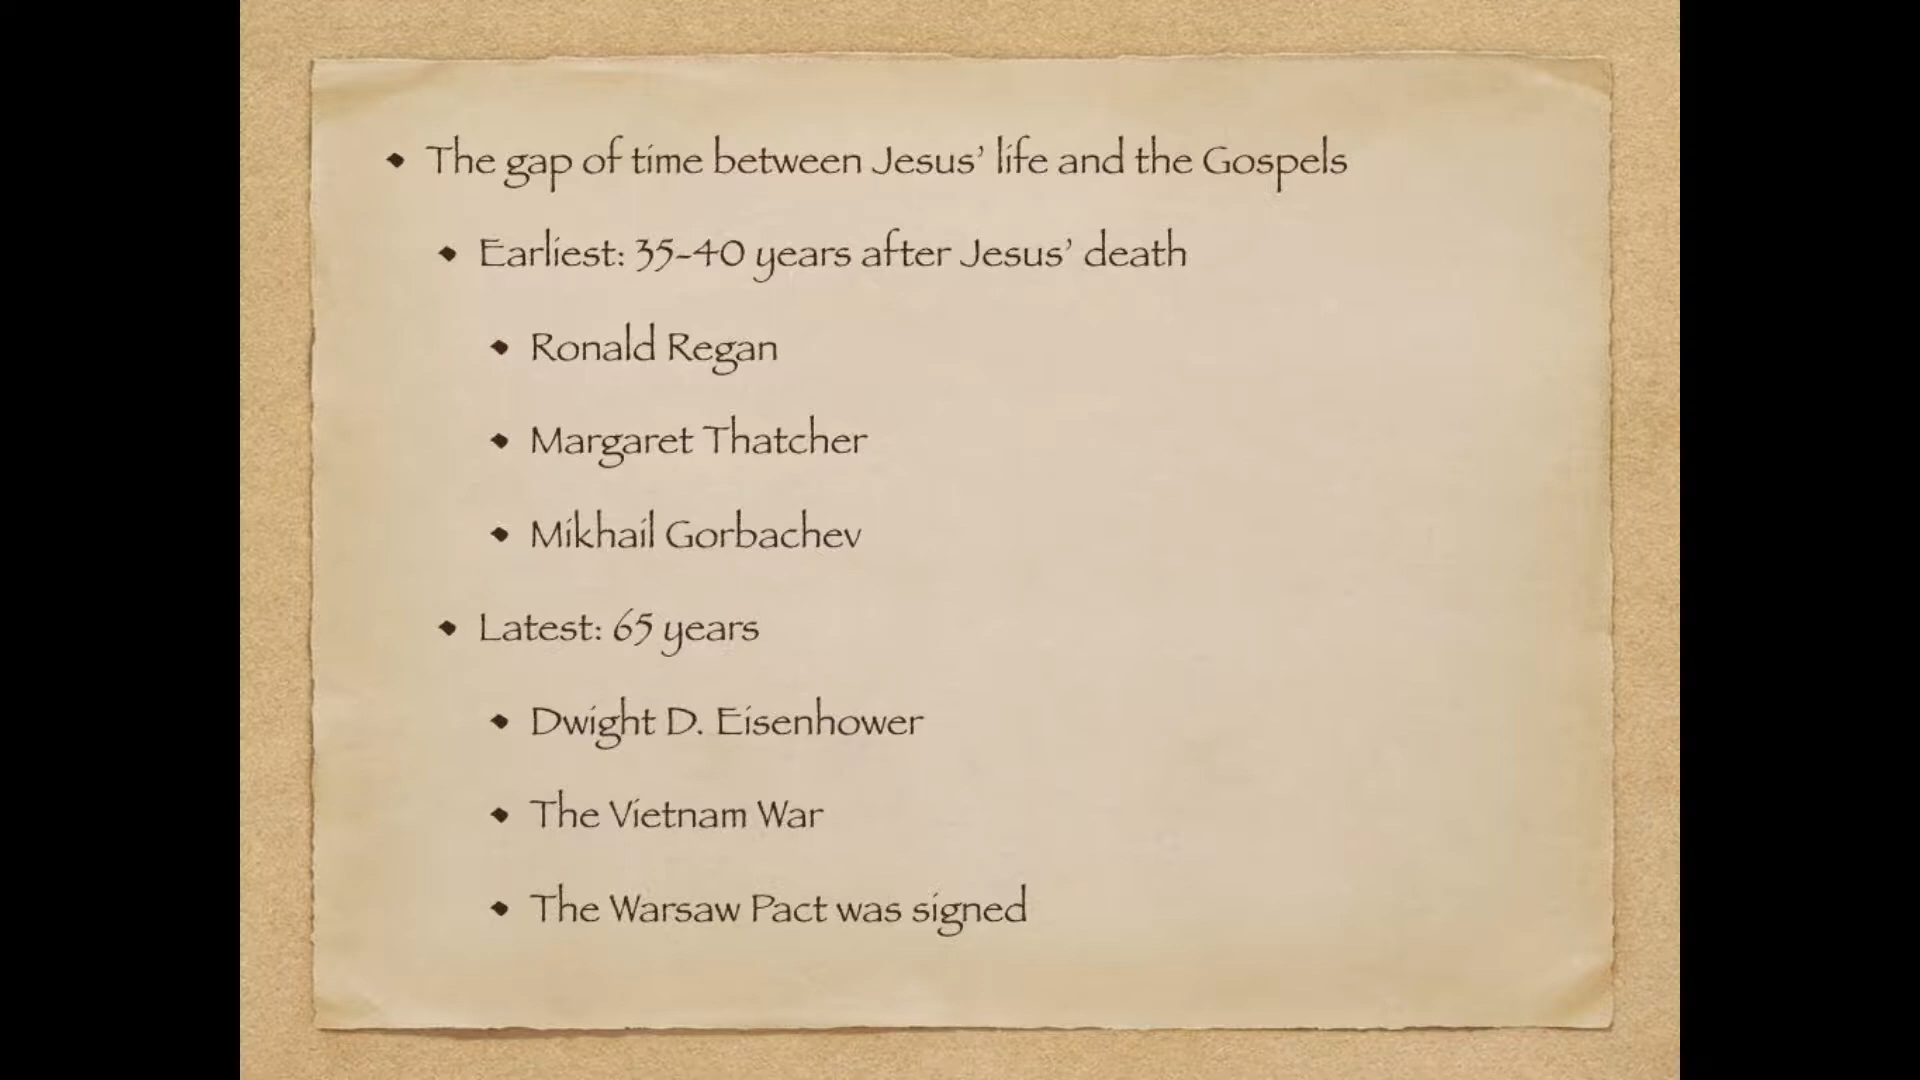 The gap of time between Jesus’ life and the Gospels
Earliest: 35-40 years after Jesus’ death
Ronald Regan
Margaret Thatcher
Mikhail Gorbachev
Latest: 65 years
Dwight D. Eisenhower
The Vietnam War
The Warsaw Pact was signed